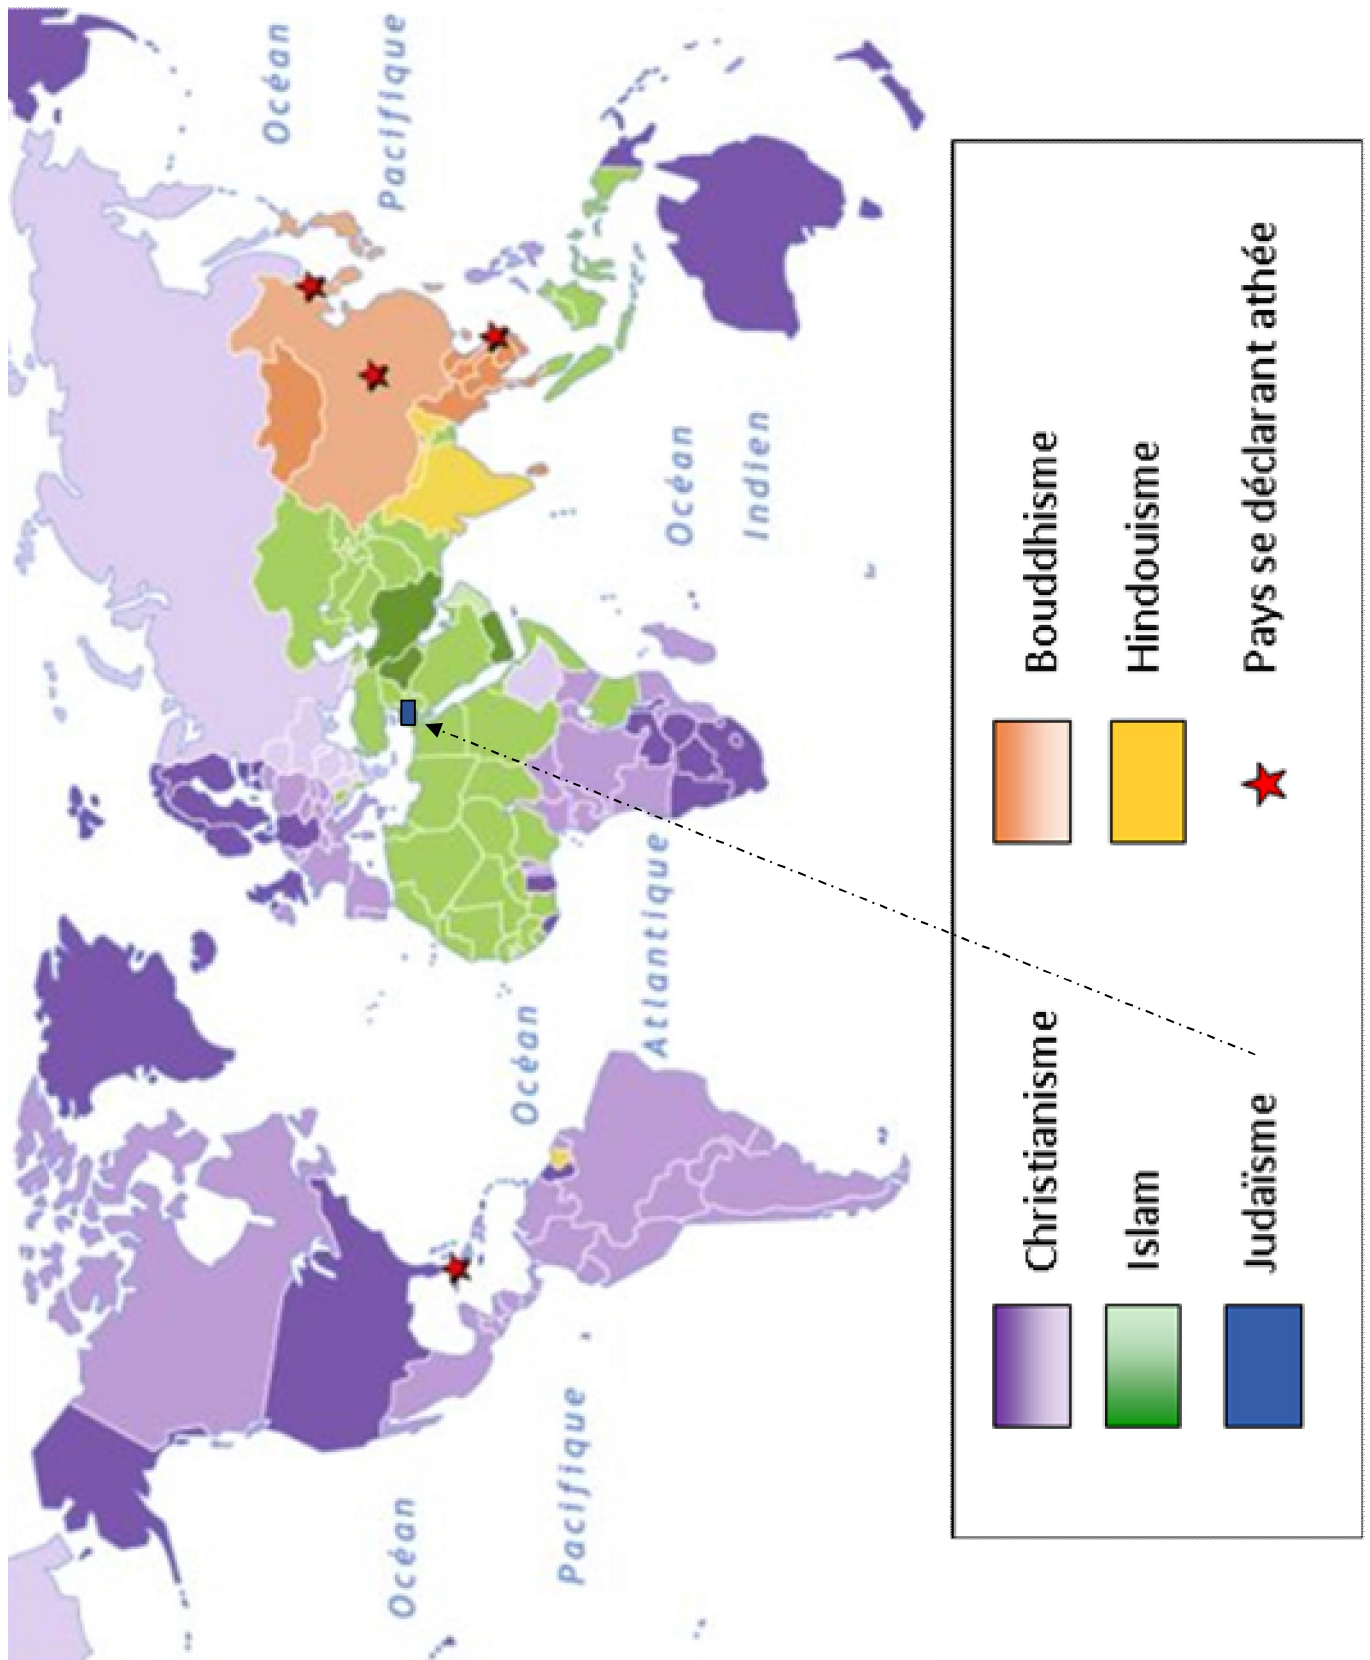 Océan
Pacifique
Océan
Atlantique
Océan
Indien
Océan
Pacifique
Christianisme
Bouddhisme
Islam
Hindouisme
Judaïsme
Pays se déclarant athée